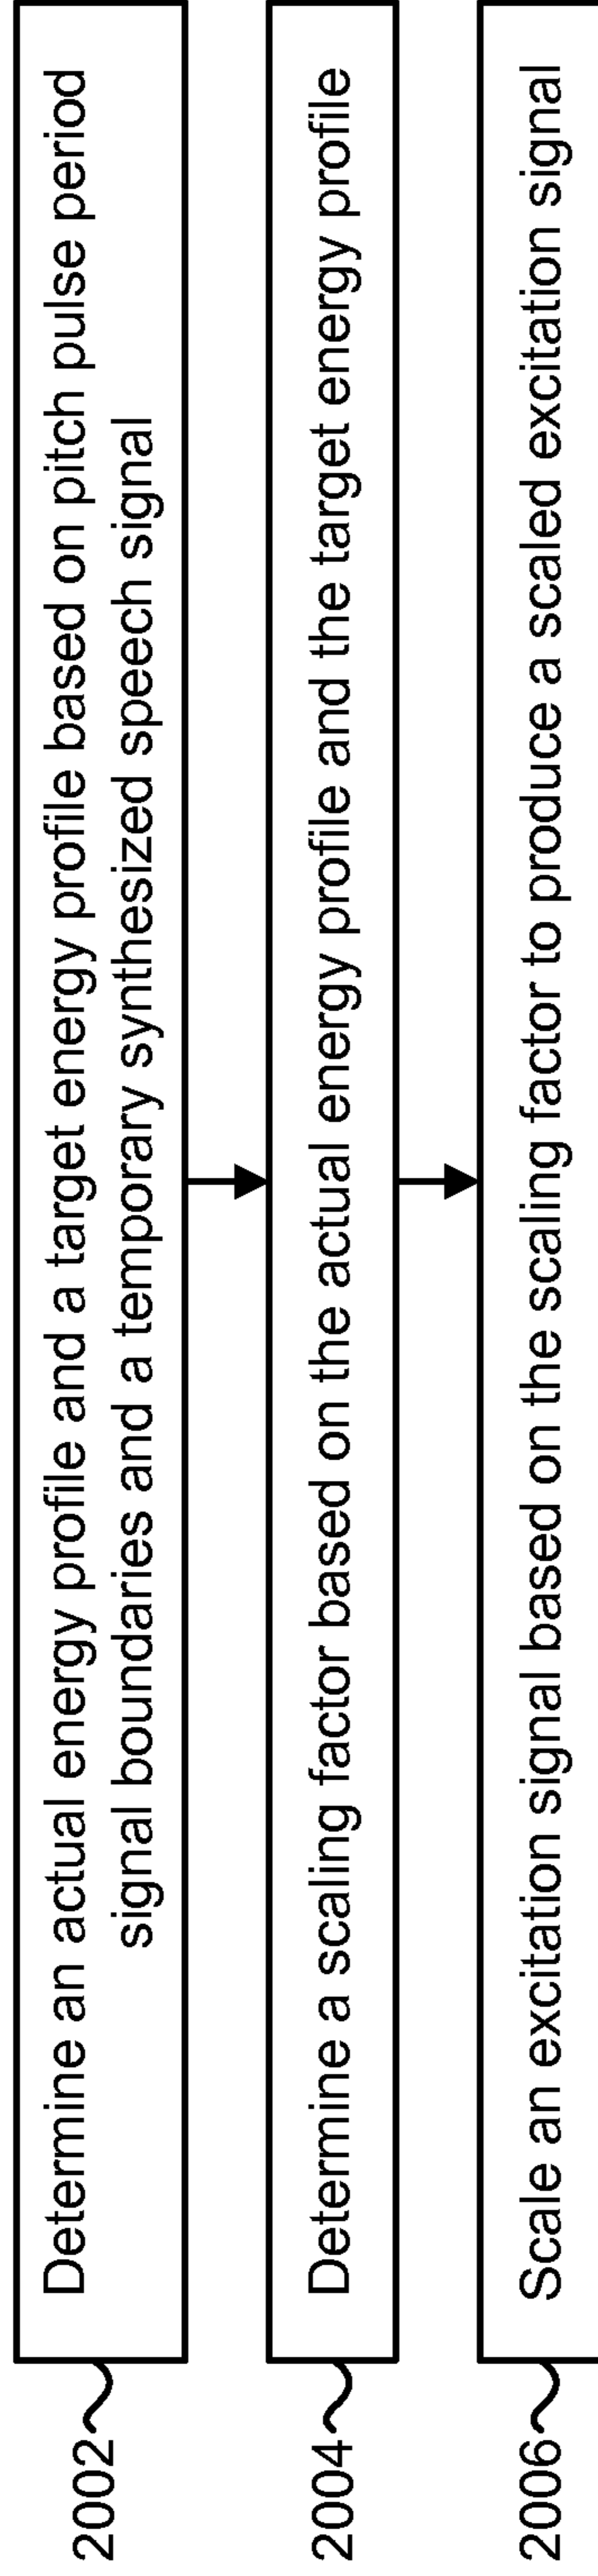 2002
Determine an actual energy profile and a target energy profile based on pitch pulse period
signal boundaries and a temporary synthesized speech signal
2004
Determine a scaling factor based on the actual energy profile and the target energy profile
2006
Scale an excitation signal based on the scaling factor to produce a scaled excitation signal